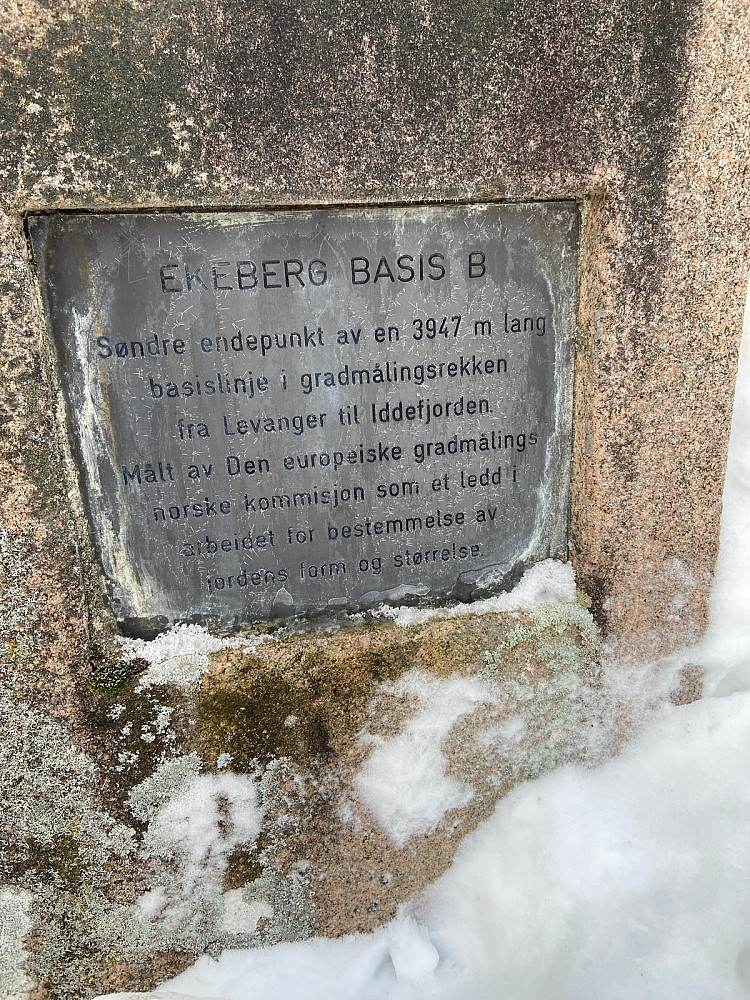 EKEBERG BASIS B
Søndre endepunkt av en 3947 m lang
basislinje i gradmålingsrekken
fra Levanger til Iddefjorden.
Målt av Den europeiske gradmålings
norske kommisjon som et ledd i
arbeidet for bestemmelse av
jordens form og størrelse.